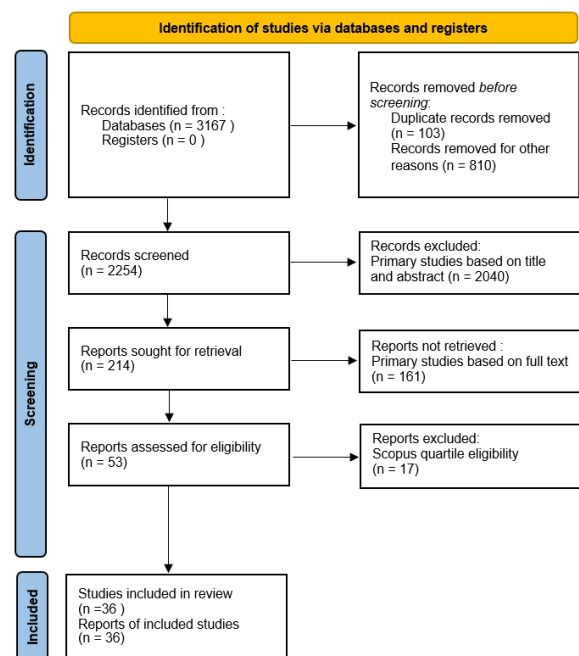 Identification of studies via databases and registers
Identification
Records identified from :
Databases (n = 3167 )
Registers (n = 0 )
Records removed before
screening:
Duplicate records removed
(n = 103)
Records removed for other
reasons (n = 810)
Screening
Records screened
(n = 2254)
Records excluded:
Primary studies based on title
and abstract (n = 2040)
Reports sought for retrieval
(n = 214)
Reports not retrieved :
Primary studies based on full text
(n = 161)
Reports assessed for eligibility
(n = 53)
Reports excluded:
Scopus quartile eligibility
(n = 17)
Included
Studies included in review
(n =36 )
Reports of included studies
(n = 36)